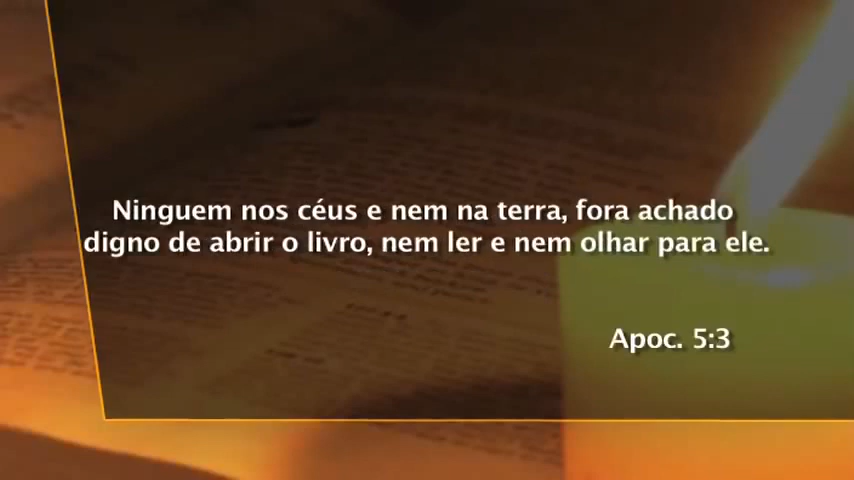 Ninguem nos céus e nem na terra, fora achado
digno de abrir o livro, nem ler e nem olhar para ele.
Apoc. 5:3